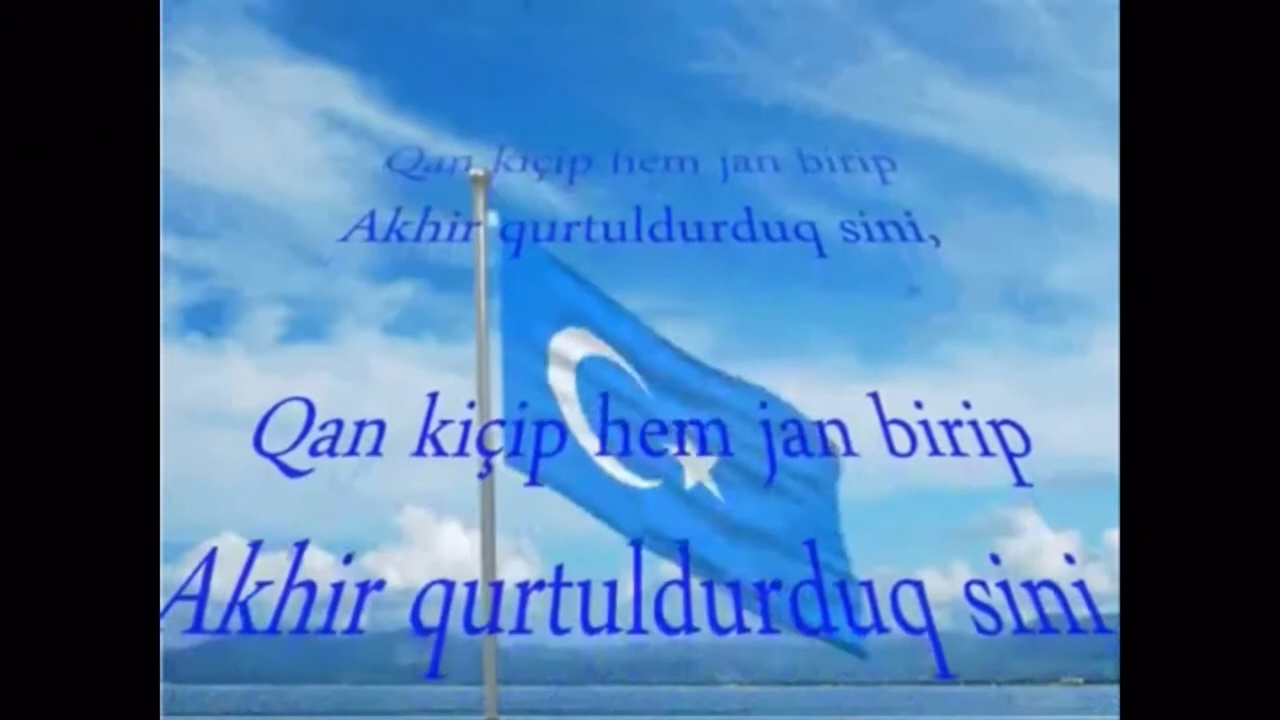 Qan kiçip hem jan birip
Akhir qurtuldurduq sini,
Qan kiçip hem jan birip
Akhir qurtuldurduq sini